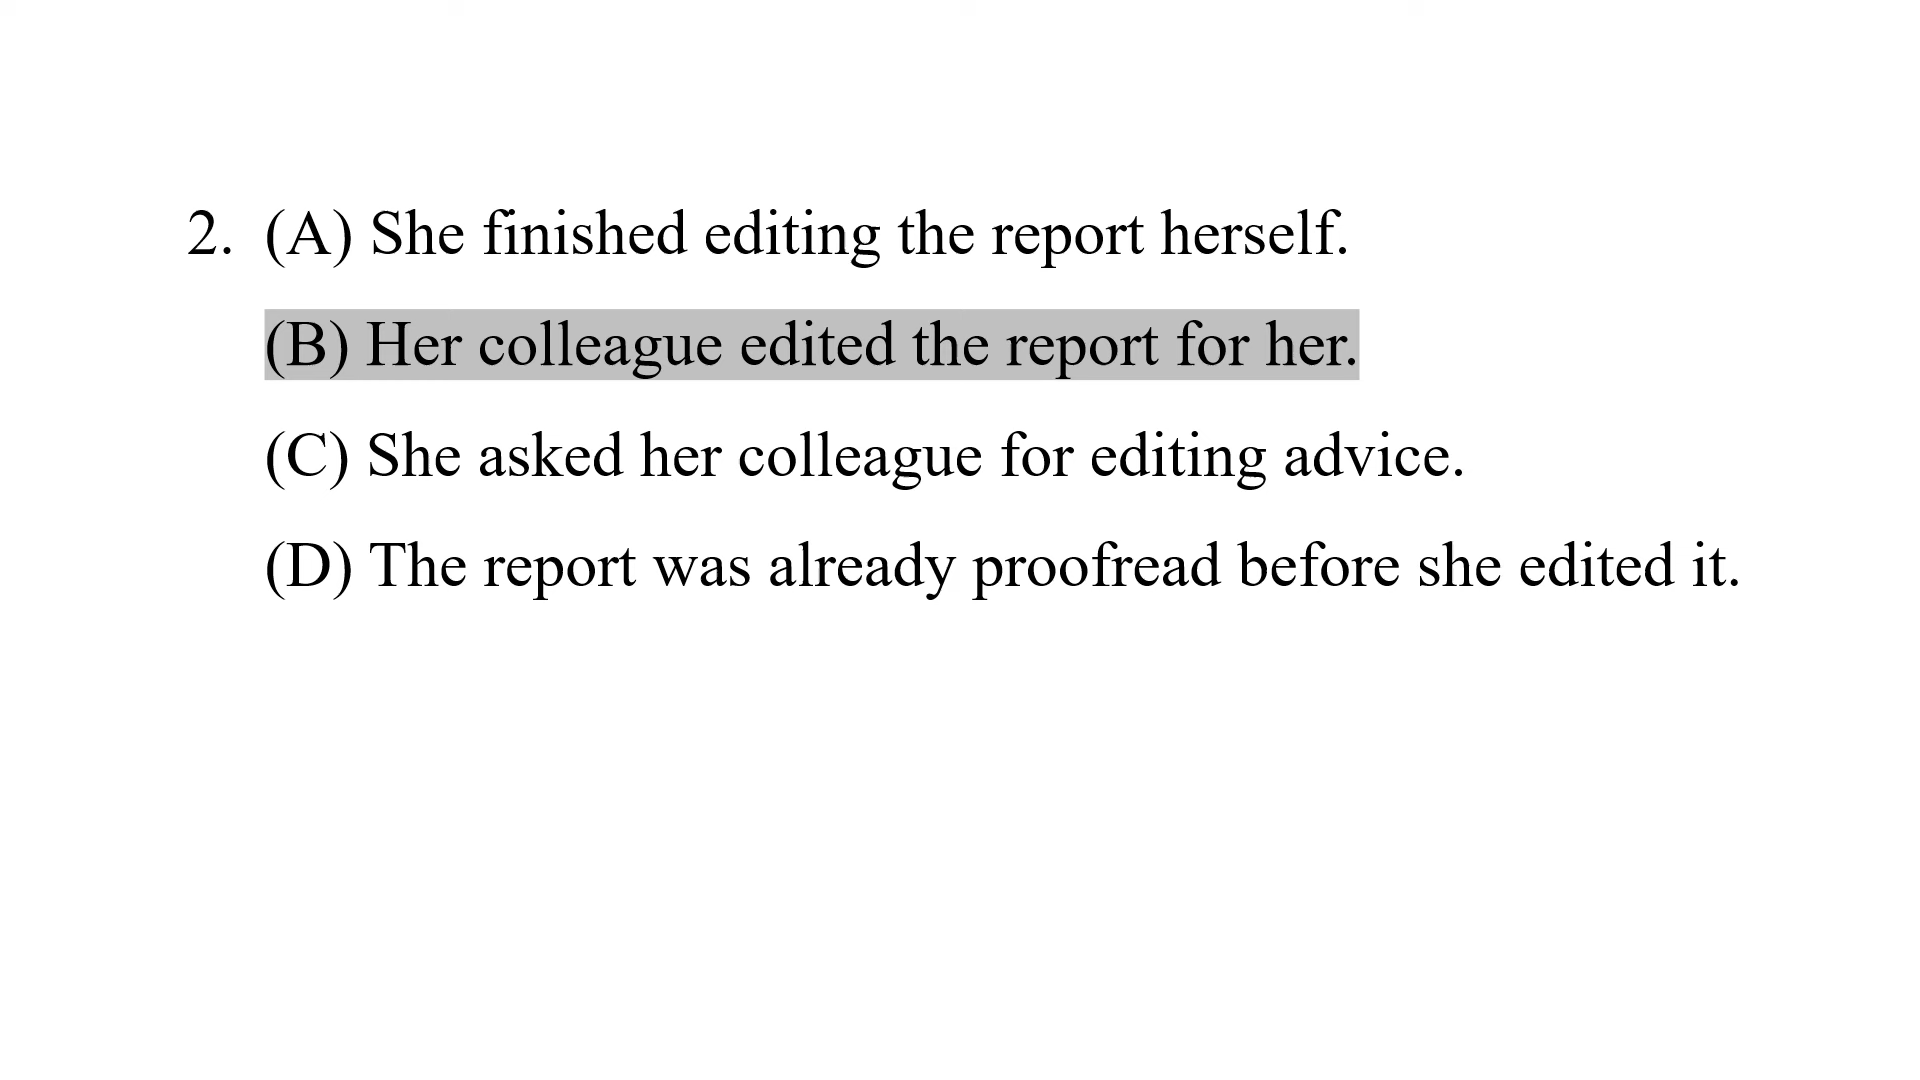 2. (A) She finished editing the report herself.
(B) Her colleague edited the report for her.
(C) She asked her colleague for editing advice.
(D) The report was already proofread before she edited it.